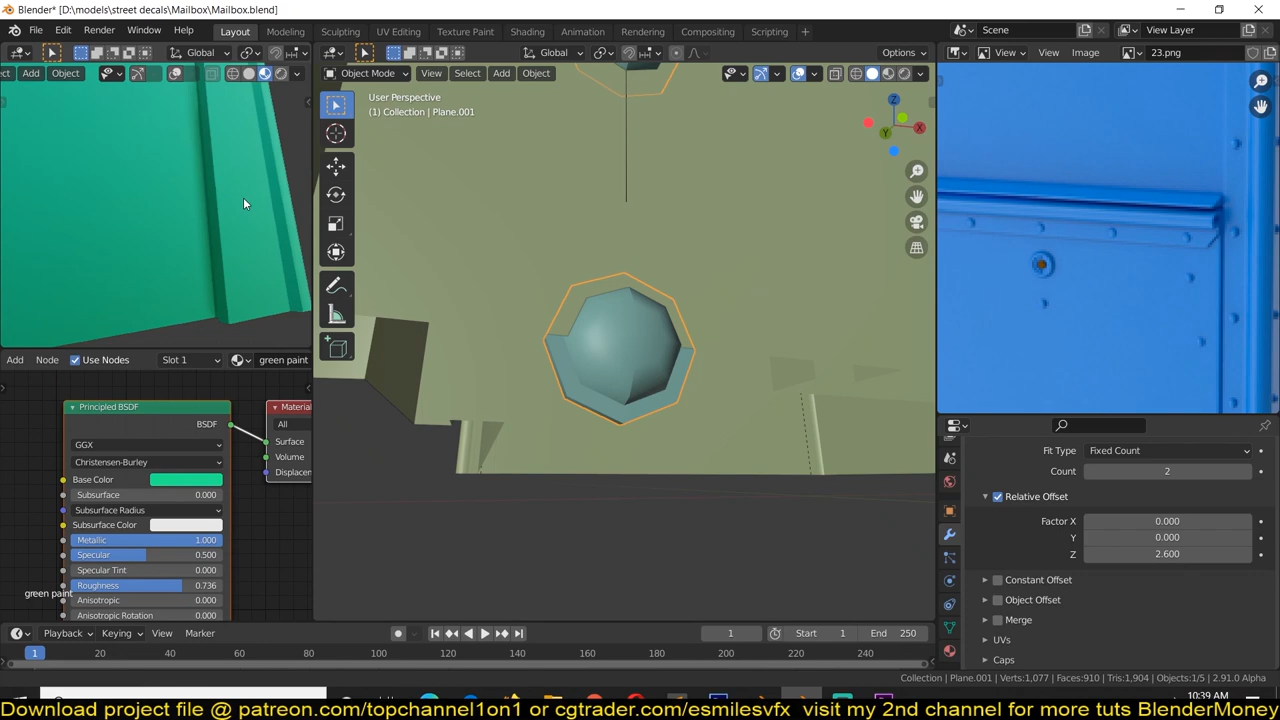 Blender* [D:\models\street decals\Mailbox\Mailbox.blend]
File Edit Render Window Help Layout Modeling Sculpting UV Editing Texture Paint Shading Animation Rendering Compositing Scripting + Scene View Layer
Global Global Options View View Image 23.png
Add Object Object Mode View Select Add Object
User Perspective
(1) Collection | Plane.001
Z
X
Y
Add Node Use Nodes Slot 1 green paint
Principled BSDF Material
BSDF All
GGX Surface
Christensen-Burley Volume
Base Color Displacem
Subsurface 0.000
Subsurface Radius
Subsurface Color
Metallic 1.000
Specular 0.500
Specular Tint 0.000
Roughness 0.736
green paint
Anisotropic 0.000
Anisotropic Rotation 0.000
Fit Type Fixed Count
Count 2
Relative Offset
Factor X 0.000
Y 0.000
Z 2.600
Constant Offset
Object Offset
Merge
UVs
Caps
Playback Keying View Marker 1 Start 1 End 250
1 20 40 60 80 100 120 140 160 180 200 220 240
Collection | Plane.001 | Verts:1,077 | Faces:910 | Tris:1,904 | Objects:1/5 | 2.91.0 Alpha
10:39 AM
Download project file @ patreon.com/topchannel1on1 or cgtrader.com/esmilesvfx visit my 2nd channel for more tuts BlenderMoney